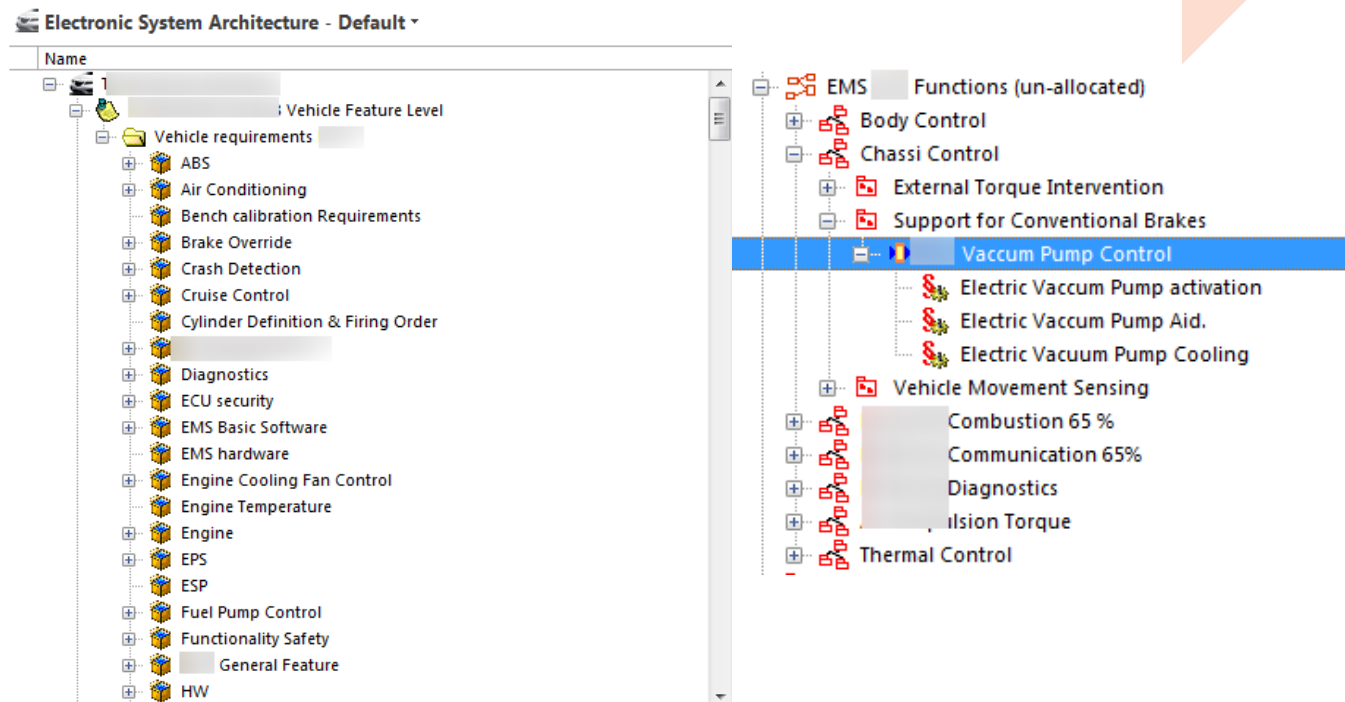 Electronic System Architecture - Default
Name
Vehicle Feature Level
Vehicle requirements
ABS
Air Conditioning
Bench calibration Requirements
Brake Override
Crash Detection
Cruise Control
Cylinder Definition & Firing Order
Diagnostics
ECU security
EMS Basic Software
EMS hardware
Engine Cooling Fan Control
Engine Temperature
Engine
EPS
ESP
Fuel Pump Control
Functionality Safety
General Feature
HW
EMS Functions (un-allocated)
Body Control
Chassi Control
External Torque Intervention
Support for Conventional Brakes
Vaccum Pump Control
Electric Vaccum Pump activation
Electric Vaccum Pump Aid.
Electric Vacuum Pump Cooling
Vehicle Movement Sensing
Combustion 65 %
Communication 65%
Diagnostics
Torque
Thermal Control